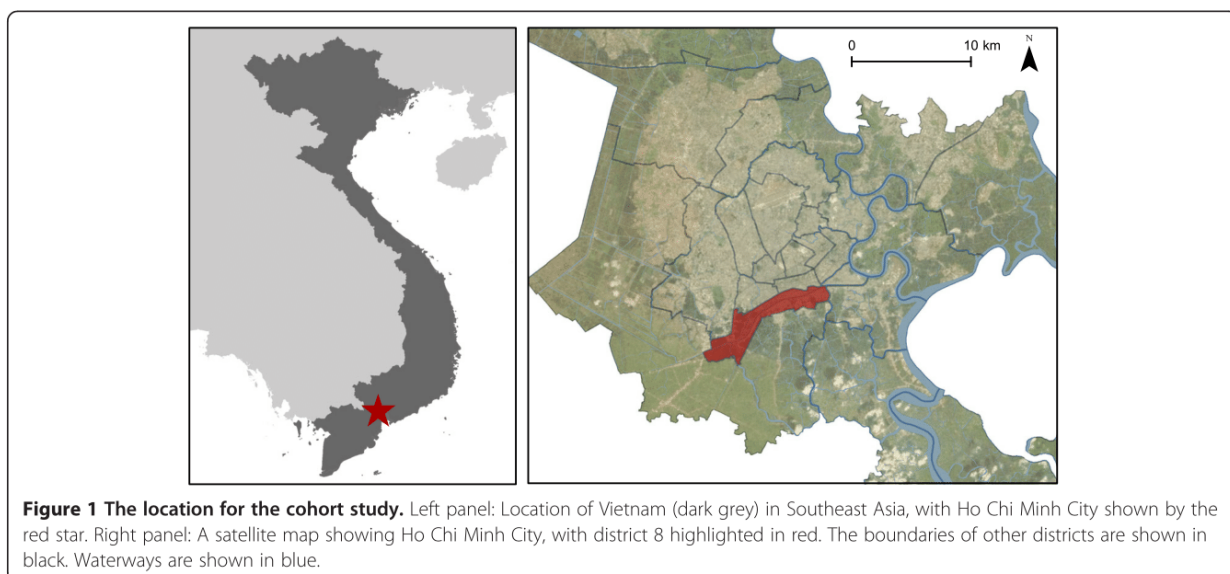 0 10 km N
Figure 1 The location for the cohort study. Left panel: Location of Vietnam (dark grey) in Southeast Asia, with Ho Chi Minh City shown by the
red star. Right panel: A satellite map showing Ho Chi Minh City, with district 8 highlighted in red. The boundaries of other districts are shown in
black. Waterways are shown in blue.